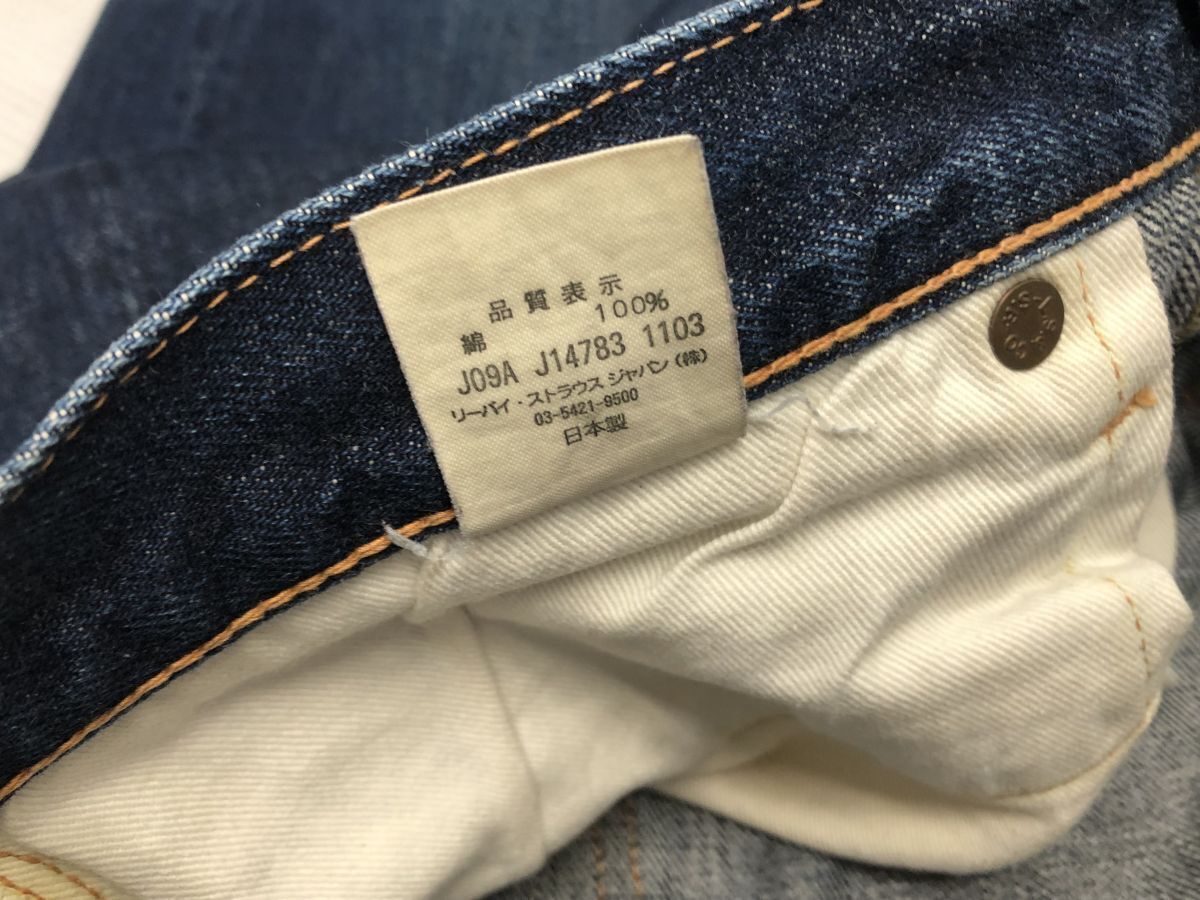 品質表示
綿 100%
J09A J14783 1103
リーバイ・ストラウス ジャパン(株)
03-5421-9500
日本製